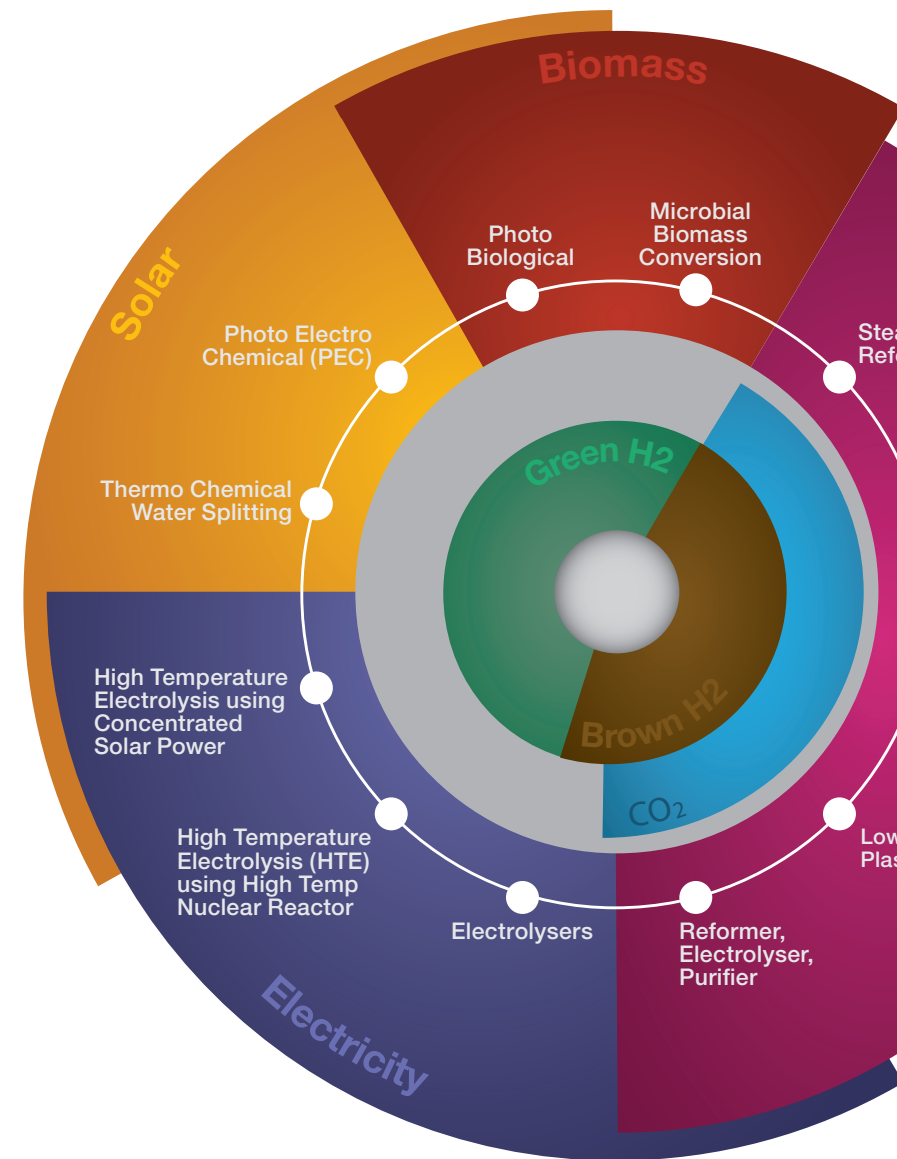 Biomass
Microbial
Biomass
Conversion
Photo
Biological
Solar
Photo Electro
Chemical (PEC)
Green H2
Thermo Chemical
Water Splitting
High Temperature
Electrolysis using
Concentrated
Solar Power
Brown H2
CO₂
High Temperature
Electrolysis (HTE)
using High Temp
Nuclear Reactor
Electrolysers
Reformer,
Electrolyser,
Purifier
Electricity